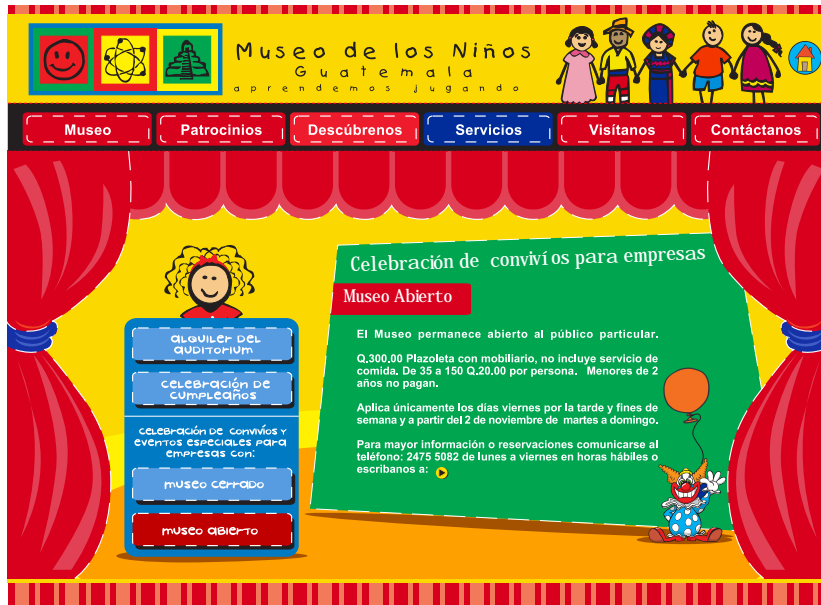 Museo de los Niños
Guatemala
aprendemos jugando
Museo
Patrocinios
Descúbrenos
Servicios
Visítanos
Contáctanos
ALQUILER DEL
AUDITORIUM
CELEBRACIÓN DE
CUMPLEAÑOS
CELEBRACIÓN DE CONVIVIOS Y
EVENTOS ESPECIALES PARA
EMPRESAS CON:
MUSEO CERRADO
MUSEO ABIERTO
Celebración de convivíos para empresas
Museo Abierto
El Museo permanece abierto al público particular.
Q,300,00 Plazoleta con mobiliario, no incluye servicio de
comida. De 35 a 150 Q.20.00 por persona. Menores de 2
años no pagan.
Aplica únicamente los días viernes por la tarde y fines de
semana y a partir del 2 de noviembre de martes a domingo.
Para mayor información o reservaciones comunicarse al
teléfono: 2475 5082 de lunes a viernes en horas hábiles o
escribanos a: